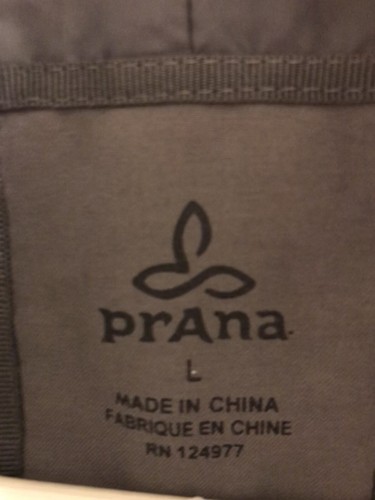 prAna
L
MADE IN CHINA
FABRIQUE EN CHINE
RN 124977